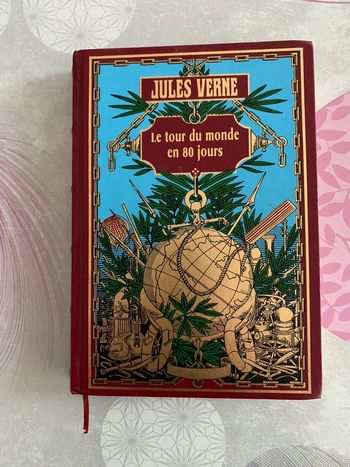 JULES VERNE
Le tour du monde
en 80 jours